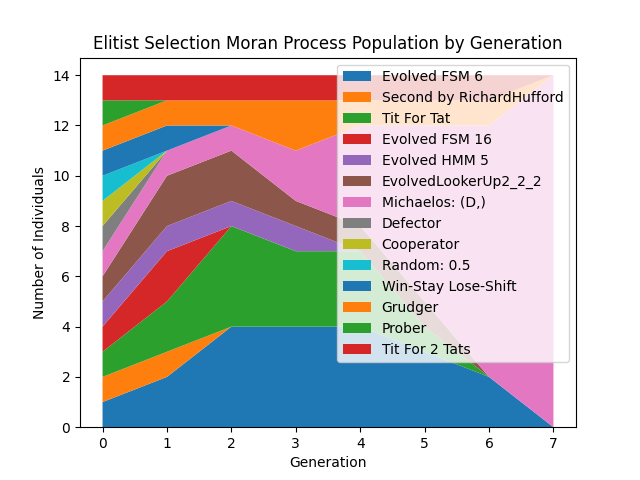 Elitist Selection Moran Process Population by Generation
Number of Individuals
14
12
10
8
6
4
2
0
Evolved FSM 6
Second by RichardHufford
Tit For Tat
Evolved FSM 16
Evolved HMM 5
EvolvedLookerUp2_2_2
Michaelos: (D,)
Defector
Cooperator
Random: 0.5
Win-Stay Lose-Shift
Grudger
Prober
Tit For 2 Tats
0 1 2 3 4 5 6 7
Generation